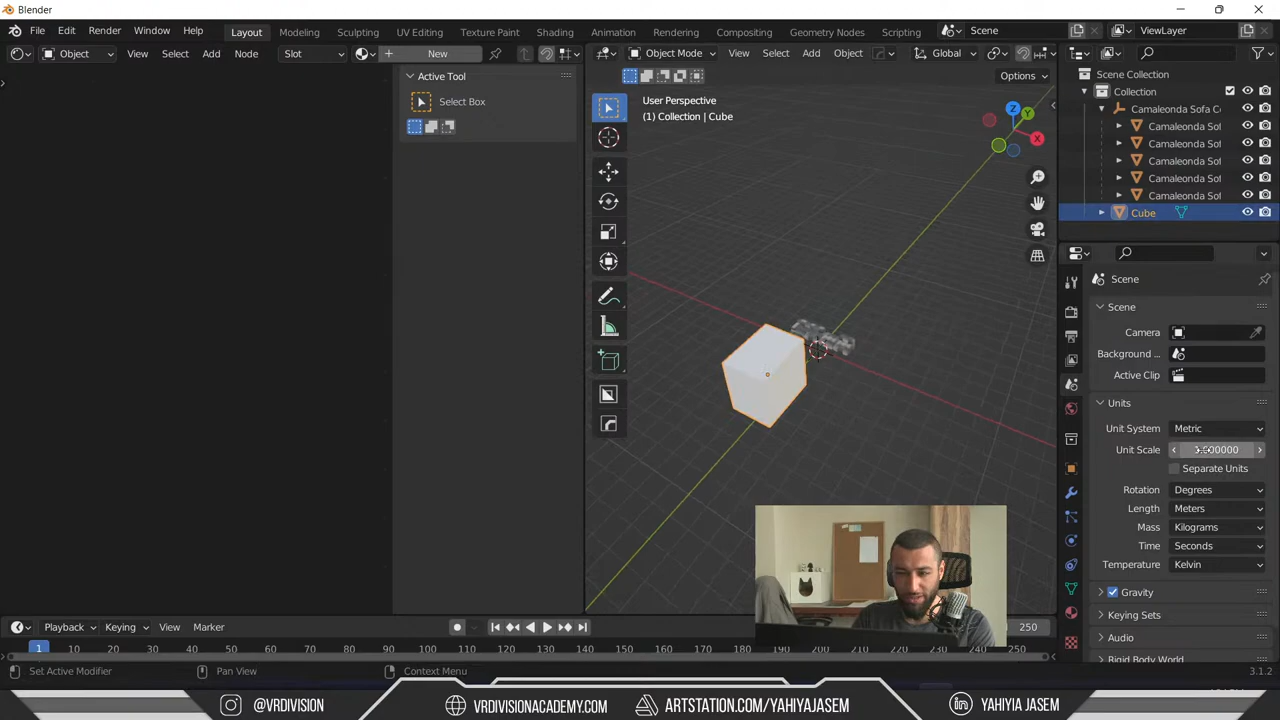 Blender
File Edit Render Window Help Layout Modeling Sculpting UV Editing Texture Paint Shading Animation Rendering Compositing Geometry Nodes Scripting Scene ViewLayer
Object View Select Add Node Slot New Object Mode View Select Add Object Global
Active Tool
Select Box
Options
User Perspective
(1) Collection | Cube
Z Y X
Scene Collection
Collection
Camaleonda Sofa C
Camaleonda Sof
Camaleonda Sof
Camaleonda Sof
Camaleonda Sof
Camaleonda Sof
Cube
Scene
Scene
Camera
Background ...
Active Clip
Units
Unit System Metric
Unit Scale
Separate Units
Rotation Degrees
Length Meters
Mass Kilograms
Time Seconds
Temperature Kelvin
Gravity
Keying Sets
Audio
Rigid Body World
Playback Keying View Marker 250
1 10 20 30 40 50 60 70 80 90 100 110 120 130 140 150 160 170 180 190 200 210 220 230 240 250
Set Active Modifier Pan View Context Menu 3.1.2
@VRDIVISION VRDIVISIONACADEMY.COM ARTSTATION.COM/YAHIYAJASEM YAHIYIA JASEM